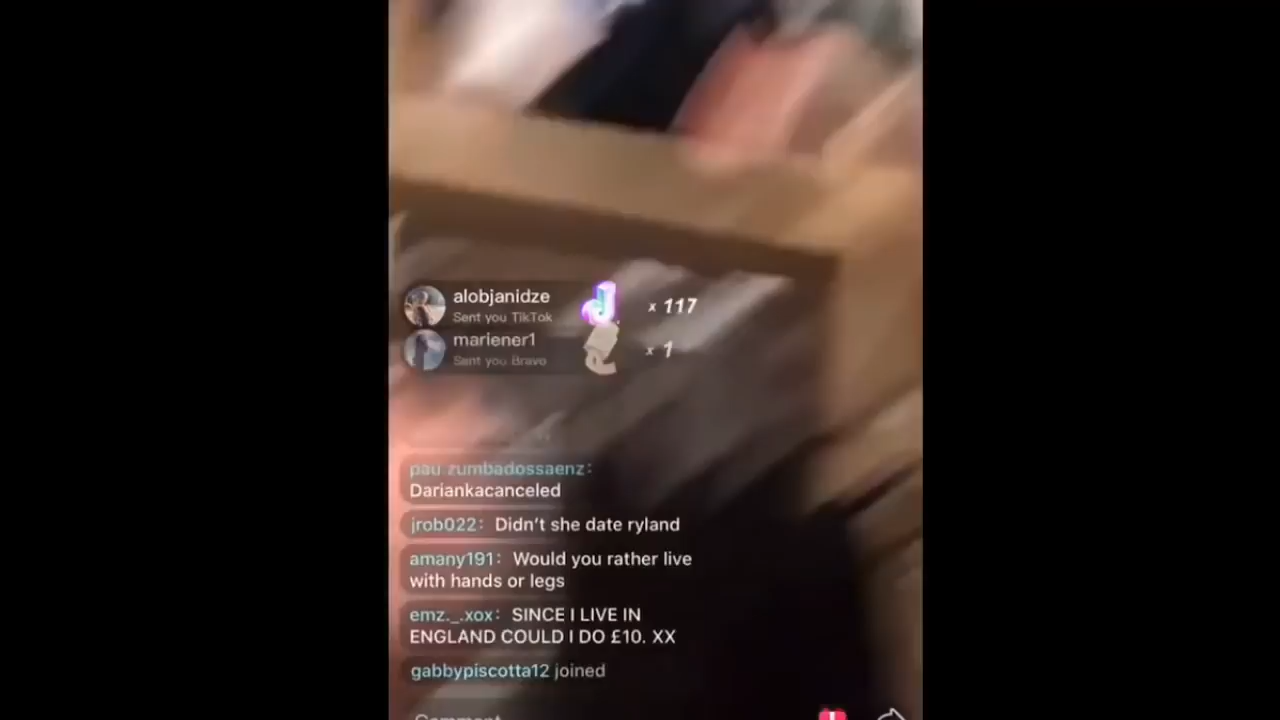 alobjanidze
Sent you TikTok
x 117
mariener1
Sent you Bravo
x 1
pau zumbadossaenz:
Dariankacanceled
jrob022: Didn't she date ryland
amany191: Would you rather live
with hands or legs
emz._.xox: SINCE I LIVE IN
ENGLAND COULD I DO £10. XX
gabbypiscotta12 joined
Comment